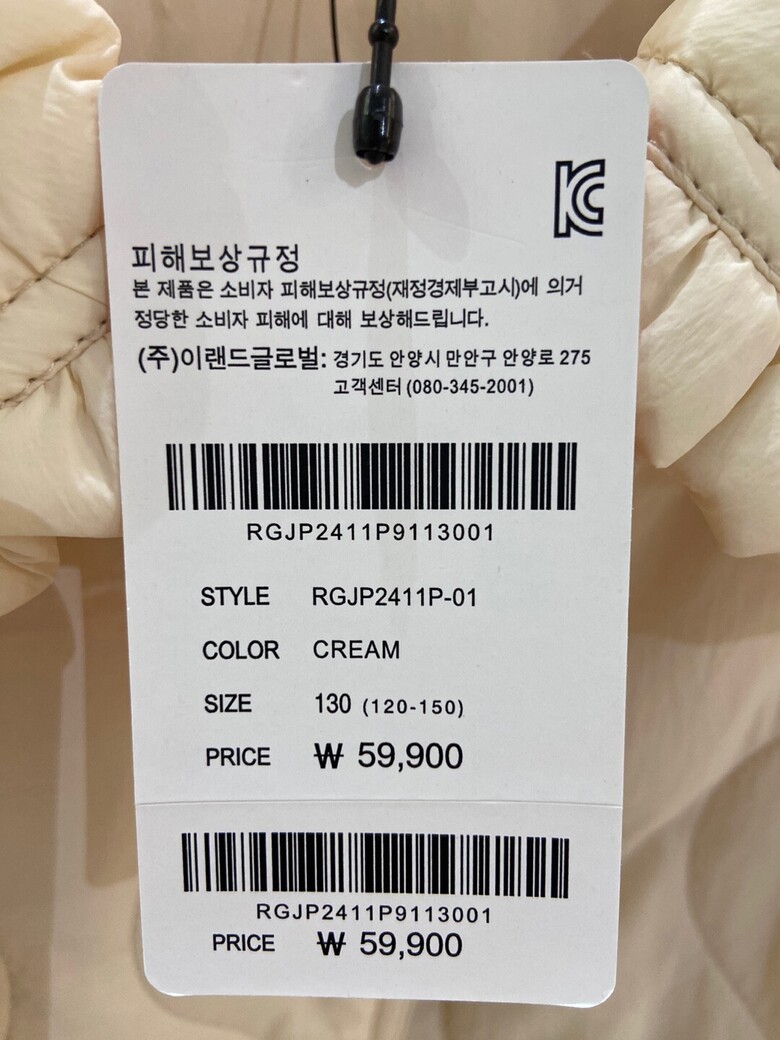 KC
피해보상규정
본 제품은 소비자 피해보상규정(재정경제부고시)에 의거
정당한 소비자 피해에 대해 보상해드립니다.
(주)이랜드글로벌: 경기도 안양시 만안구 안양로 275
고객센터 (080-345-2001)
RGJP2411P9113001
STYLE RGJP2411P-01
COLOR CREAM
SIZE 130 (120-150)
PRICE ₩ 59,900
RGJP2411P9113001
PRICE ₩ 59,900